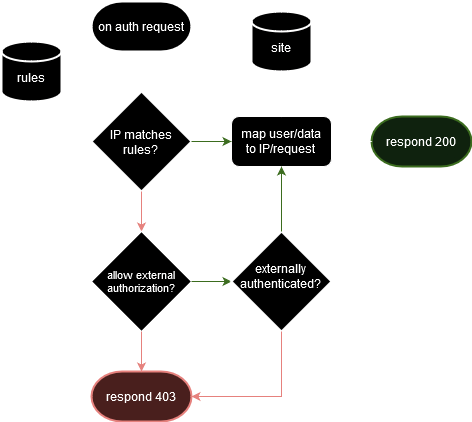 on auth request
site
rules
IP matches
rules?
map user/data
to IP/request
respond 200
allow external
authorization?
externally
authenticated?
respond 403